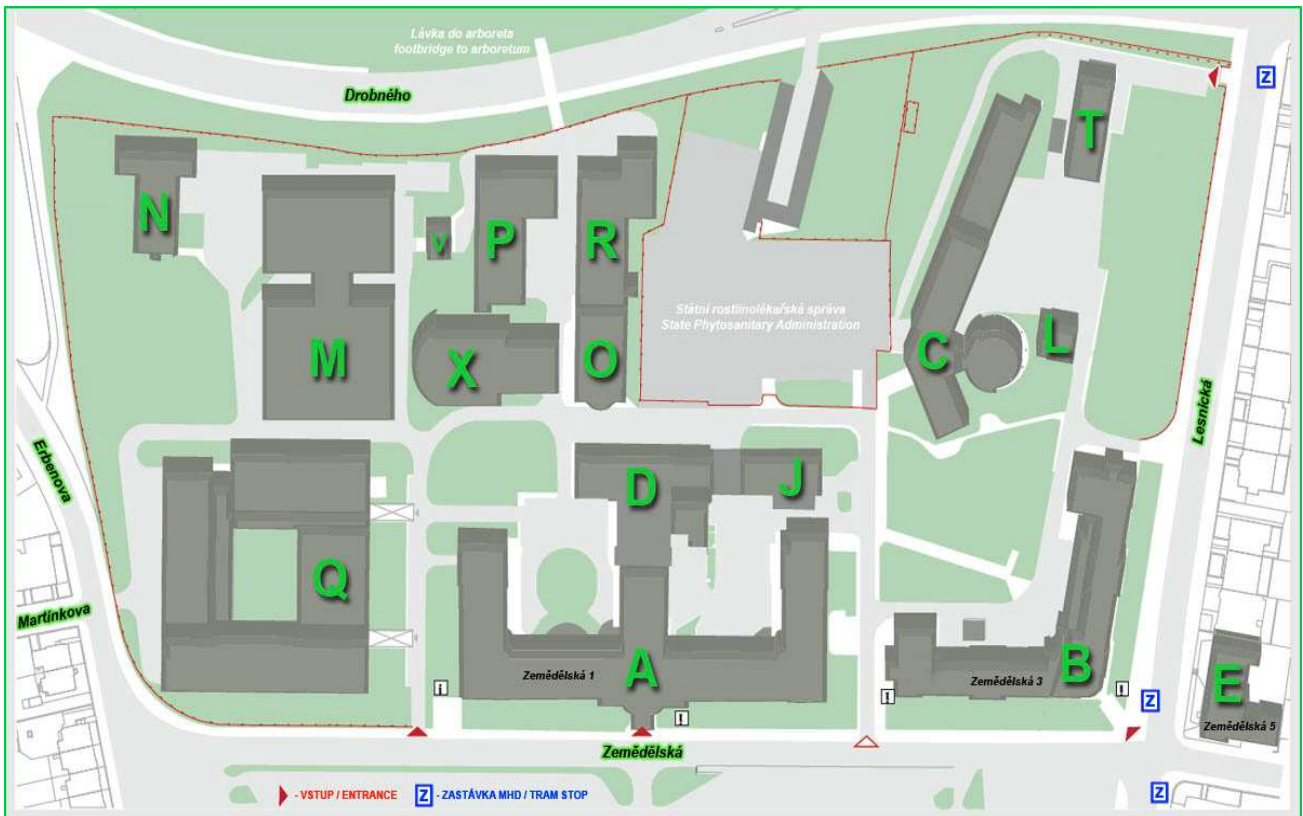 Lávka do arboreta
footbridge to arboretum
Drobného
Z
T
N
V
P
R
Státní rostlinolékařská správa
State Phytosanitary Administration
M
X
O
C
L
Lesnická
Erbenova
D
J
Q
Martínkova
A
Zemědělská 1
B
Zemědělská 3
E
Zemědělská 5
i
!
!
!
Z
Zemědělská
- VSTUP / ENTRANCE
Z - ZASTÁVKA MHD / TRAM STOP
Z